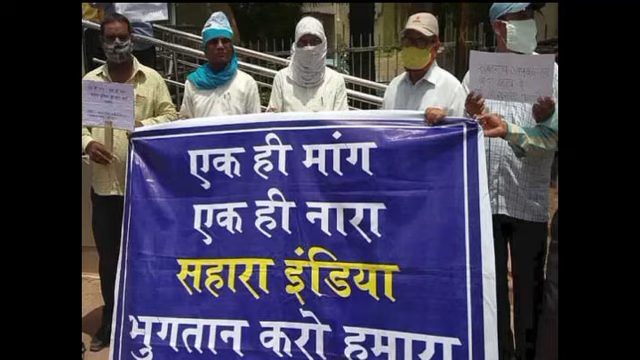 एक ही मांग
एक ही नारा
सहारा इंडिया
भुगतान करो हमारा